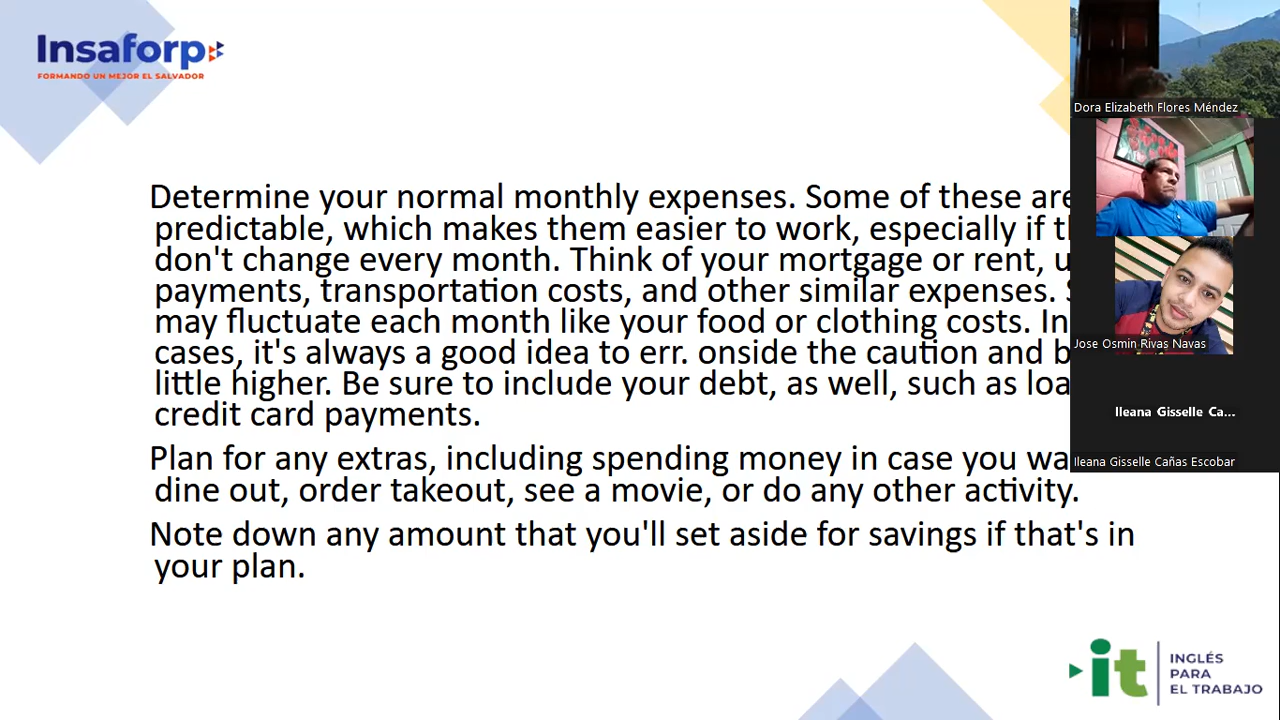 Insaforp
FORMANDO UN MEJOR EL SALVADOR
Determine your normal monthly expenses. Some of these are
predictable, which makes them easier to work, especially if
don't change every month. Think of your mortgage or rent,
payments, transportation costs, and other similar expenses.
may fluctuate each month like your food or clothing costs. In
cases, it's always a good idea to err. onside the caution and
little higher. Be sure to include your debt, as well, such as
credit card payments.
Plan for any extras, including spending money in case you
dine out, order takeout, see a movie, or do any other activity.
Note down any amount that you'll set aside for savings if that's in
your plan.
Dora Elizabeth Flores Méndez
Jose Osmin Rivas Navas
Ileana Gisselle Ca...
Ileana Gisselle Cañas Escobar
it
INGLÉS
PARA
EL TRABAJO